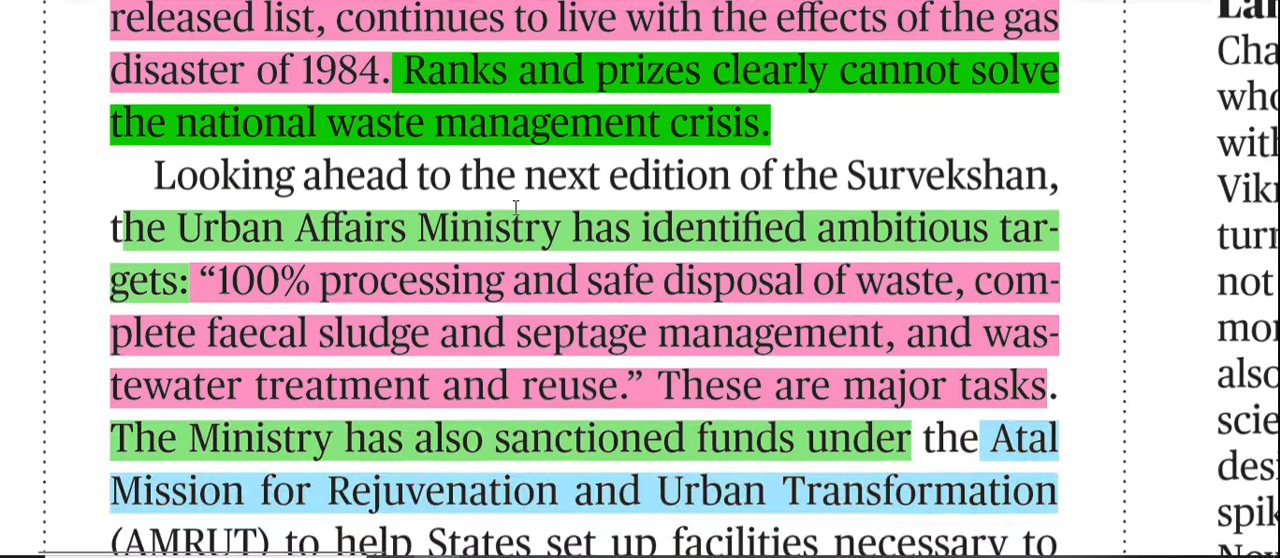 released list, continues to live with the effects of the gas
disaster of 1984. Ranks and prizes clearly cannot solve
the national waste management crisis.
Looking ahead to the next edition of the Survekshan,
the Urban Affairs Ministry has identified ambitious tar-
gets: “100% processing and safe disposal of waste, com-
plete faecal sludge and septage management, and was-
tewater treatment and reuse.” These are major tasks.
The Ministry has also sanctioned funds under the Atal
Mission for Rejuvenation and Urban Transformation
(AMRUT) to help States set up facilities necessary to
not
also